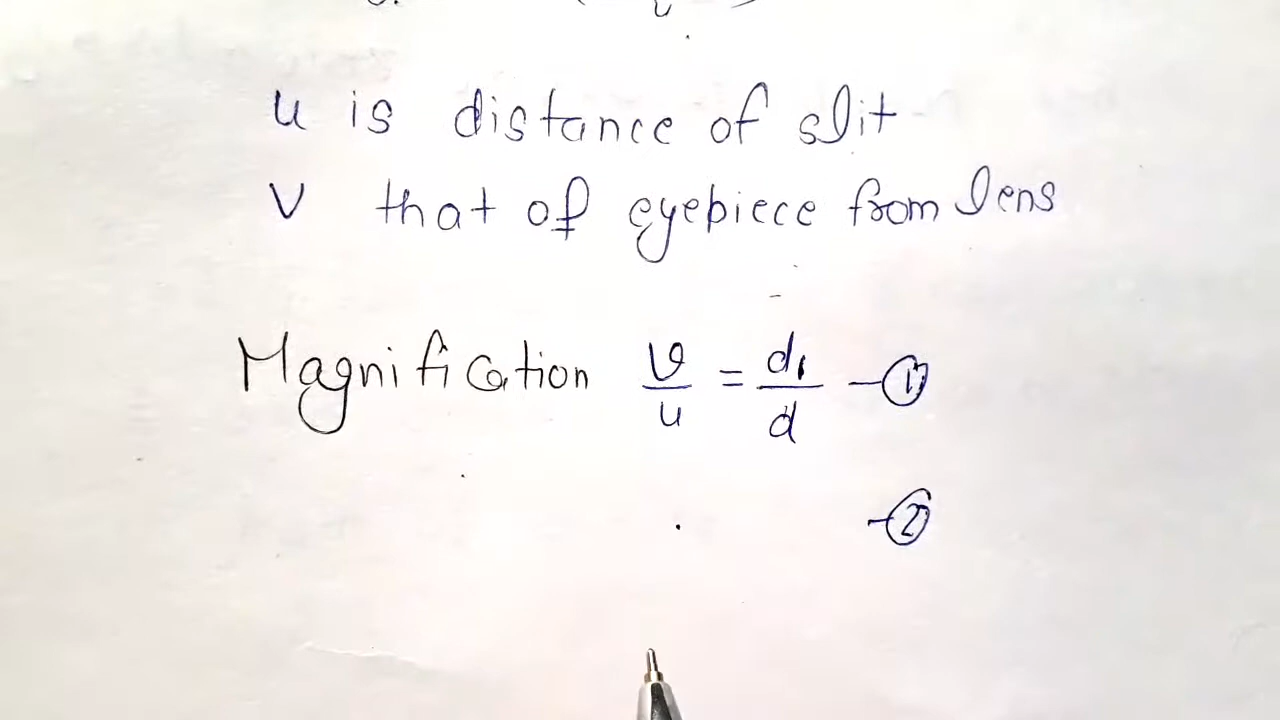 u is distance of slit
v that of eyepiece from lens
Magnification v/u = d₁/d —①
—②